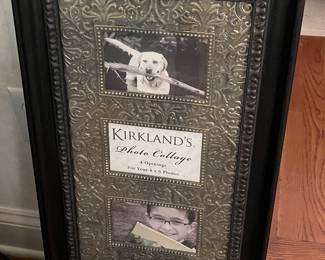 KIRKLAND'S
Photo Collage
4 Openings
For Your 4 x 6 Photos